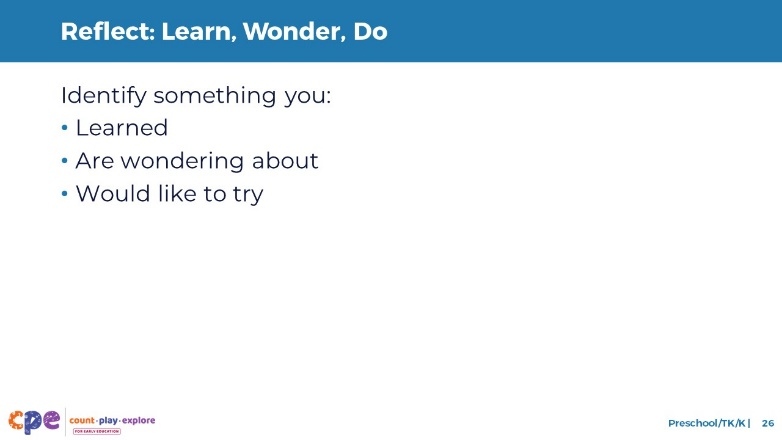 Reflect: Learn, Wonder, Do
Identify something you:
• Learned
• Are wondering about
• Would like to try
cpe
count·play·explore
FOR EARLY EDUCATION
Preschool/TK/K | 26